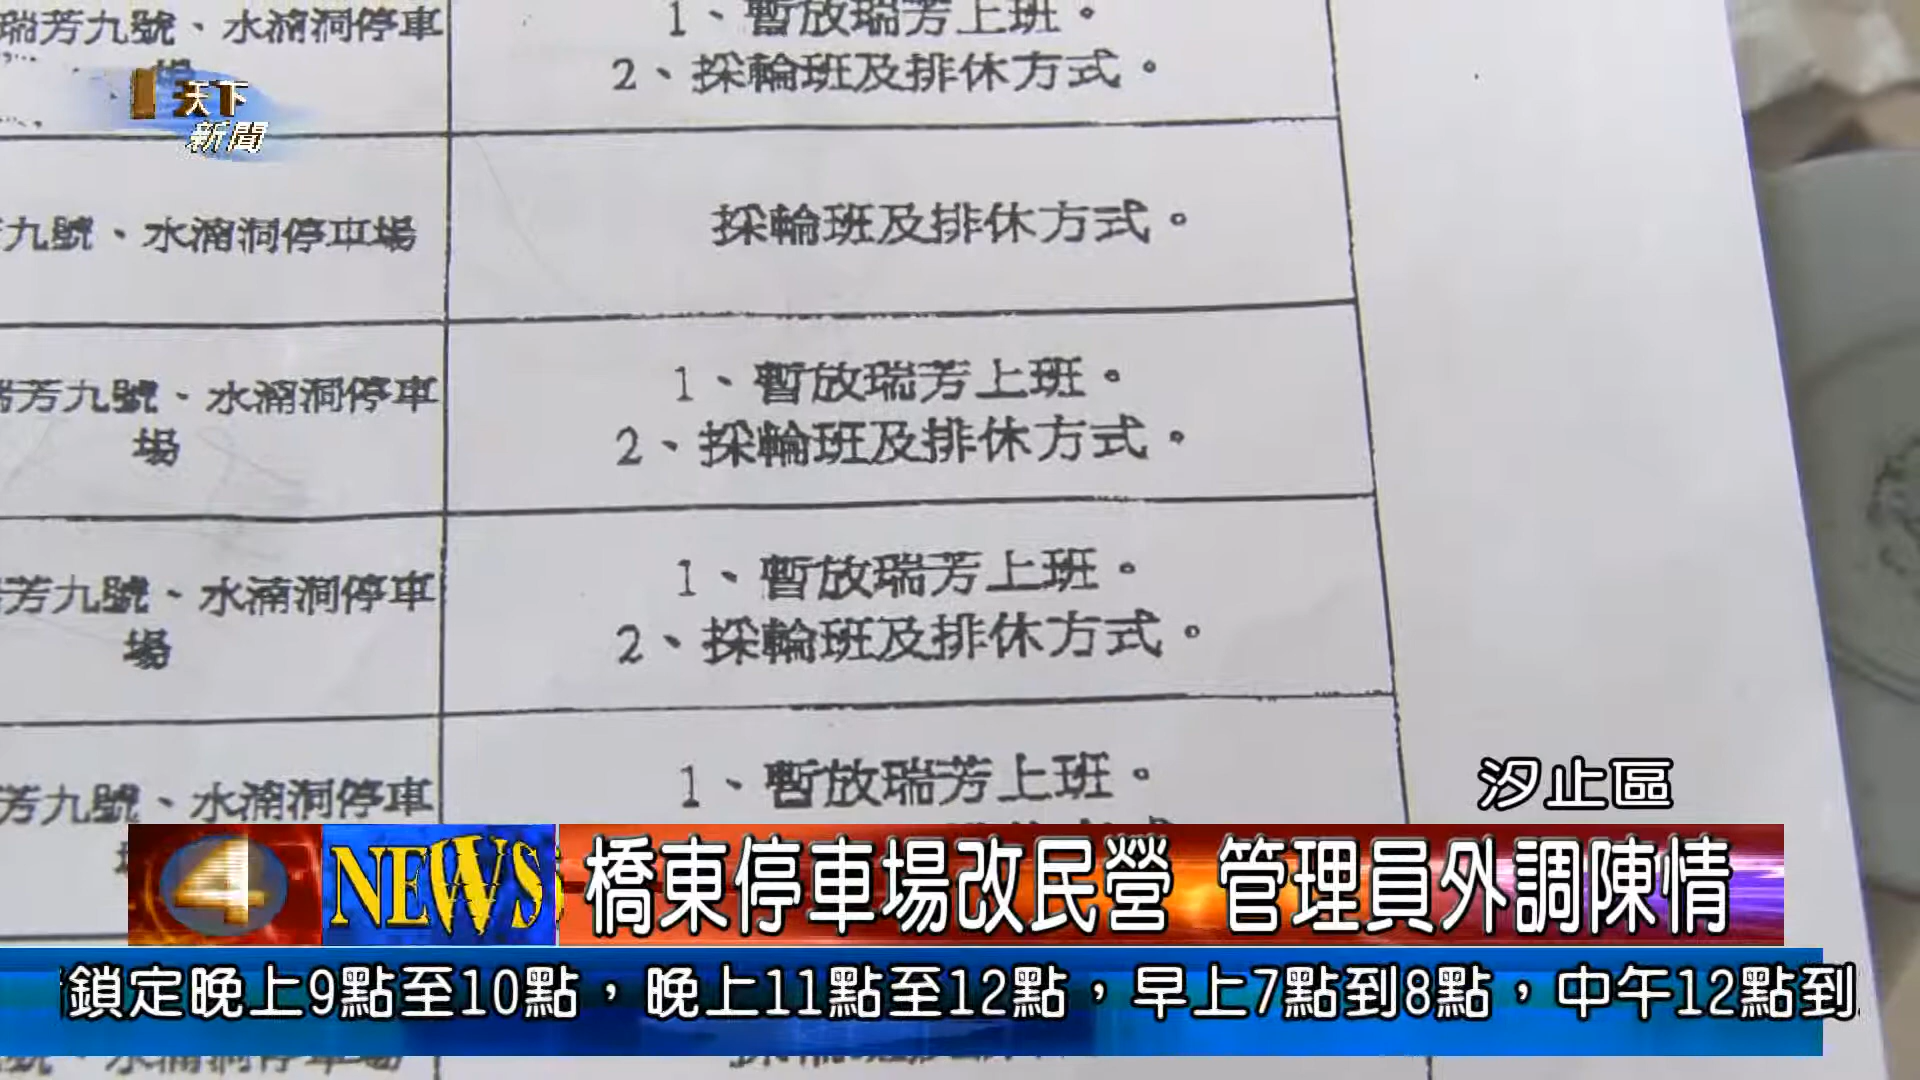 瑞芳九號、水湳洞停車
1、暫放瑞芳上班。
2、採輪班及排休方式。
天下
新聞
九號、水湳洞停車場
採輪班及排休方式。
芳九號、水湳洞停車
場
1、暫放瑞芳上班。
2、採輪班及排休方式。
芳九號、水湳洞停車
場
1、暫放瑞芳上班。
2、採輪班及排休方式。
芳九號、水湳洞停車
1、暫放瑞芳上班。
汐止區
4 NEWS 橋東停車場改民營 管理員外調陳情
鎖定晚上9點至10點，晚上11點至12點，早上7點到8點，中午12點到